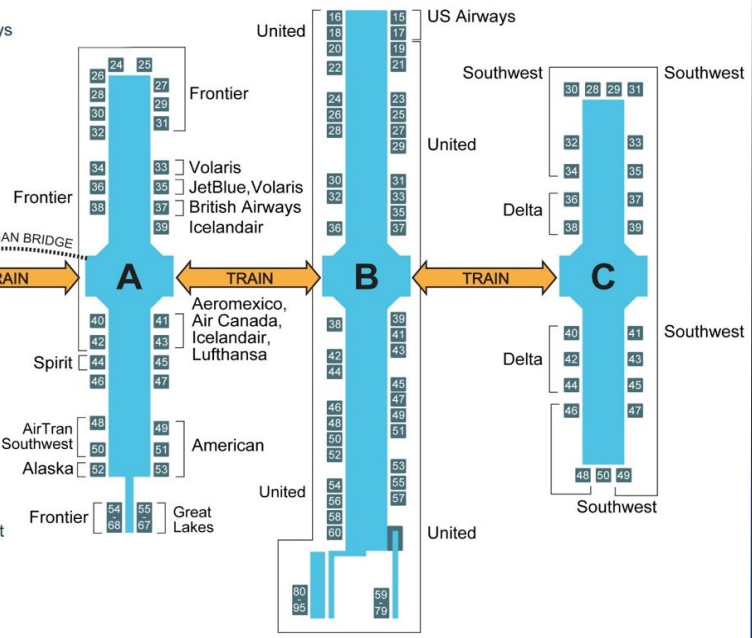 ys
24 25
26
27
28
29
30
31
32
Frontier
34
33
Volaris
36
35
JetBlue,Volaris
Frontier
38
37
British Airways
39
Icelandair
AN BRIDGE
RAIN
A
TRAIN
40
41
42
43
Aeromexico,
Air Canada,
Icelandair,
Lufthansa
Spirit
44
45
46
47
48
49
AirTran
Southwest
50
51
American
Alaska
52
53
Frontier
54
-
68
55
-
67
Great
Lakes
t
United
16
15
US Airways
18
17
20
19
22
21
24
23
26
25
28
27
29
United
30
31
32
33
35
36
37
B
TRAIN
38
39
41
42
43
44
45
46
47
48
49
50
51
52
53
United
54
55
56
57
58
60
United
80
-
95
59
-
79
Southwest
Southwest
30 28 29 31
32
33
34
35
Delta
36
37
38
39
C
Southwest
40
41
Delta
42
43
44
45
46
47
48 50 49
Southwest